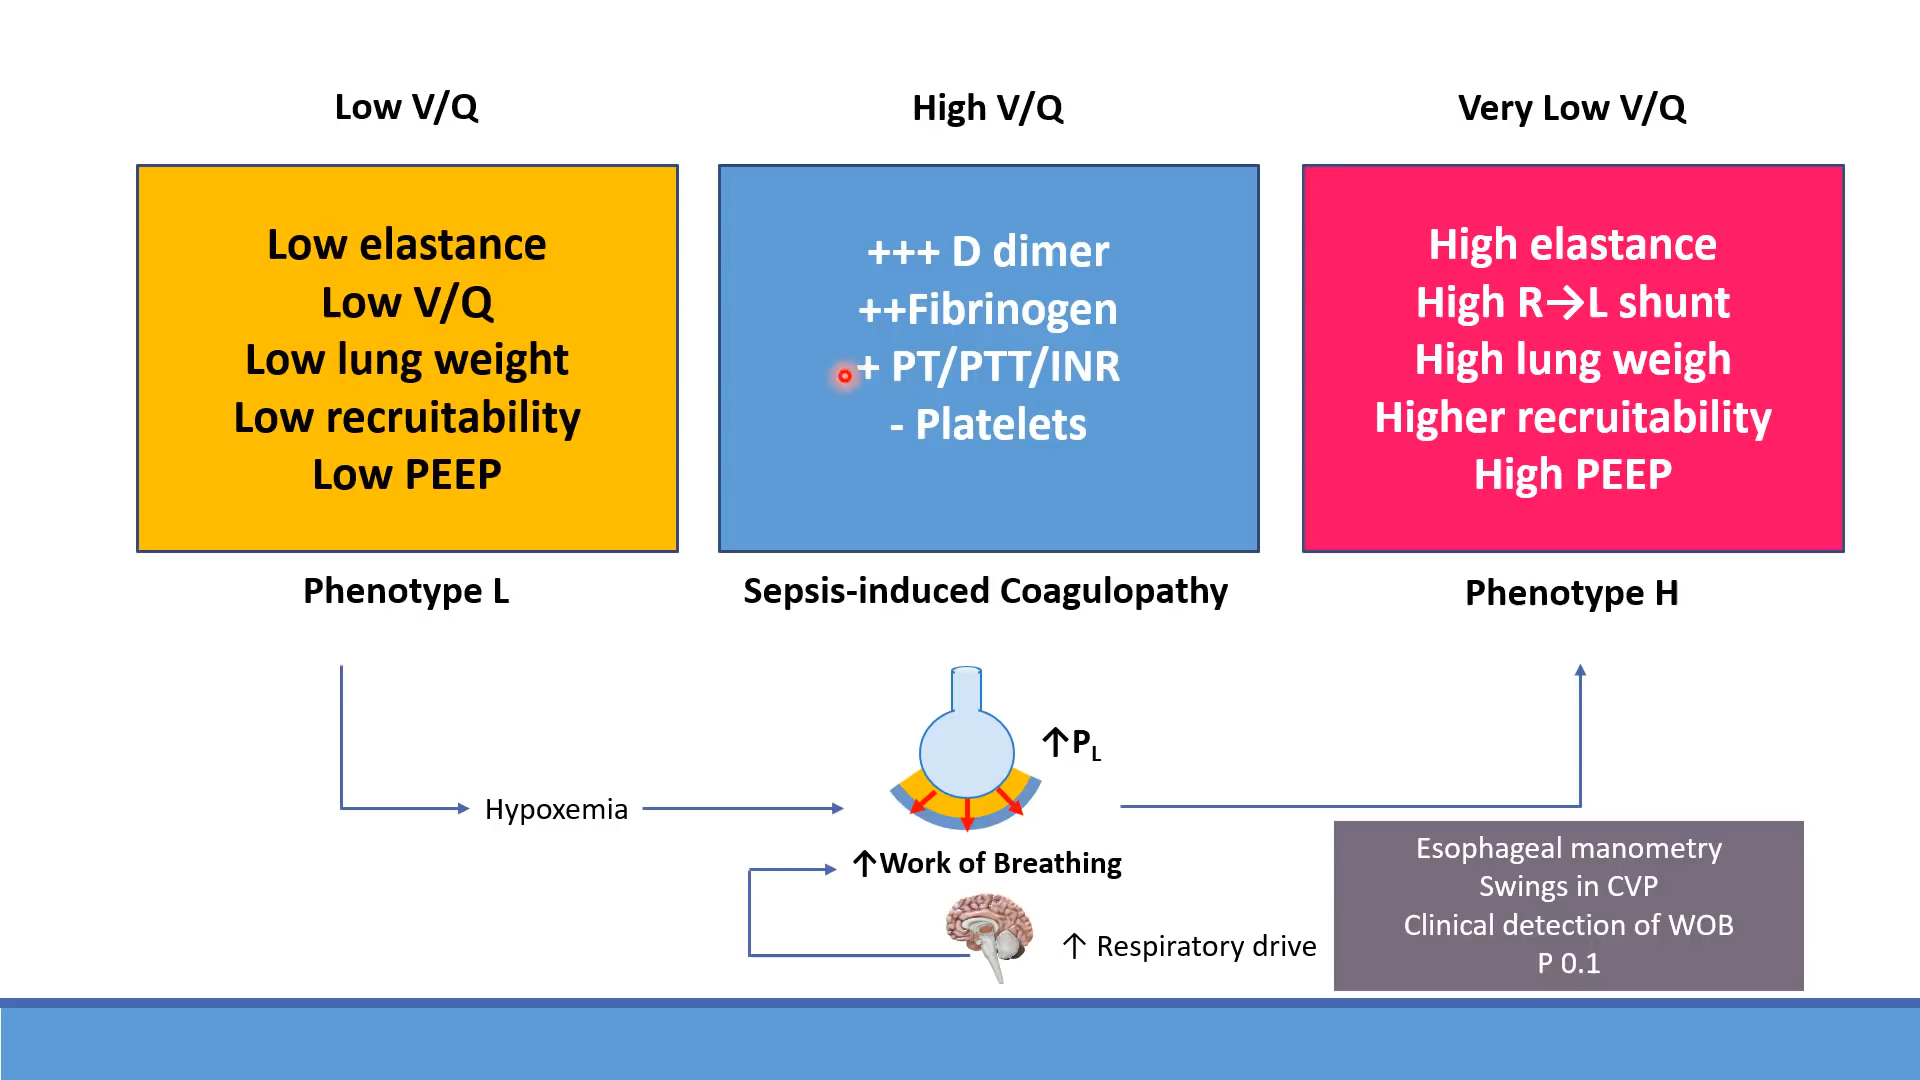 Low V/Q
High V/Q
Very Low V/Q
Low elastance
Low V/Q
Low lung weight
Low recruitability
Low PEEP
+++ D dimer
++Fibrinogen
+ PT/PTT/INR
- Platelets
High elastance
High R→L shunt
High lung weigh
Higher recruitability
High PEEP
Phenotype L
Sepsis-induced Coagulopathy
Phenotype H
↑PL
Hypoxemia
↑Work of Breathing
↑ Respiratory drive
Esophageal manometry
Swings in CVP
Clinical detection of WOB
P 0.1